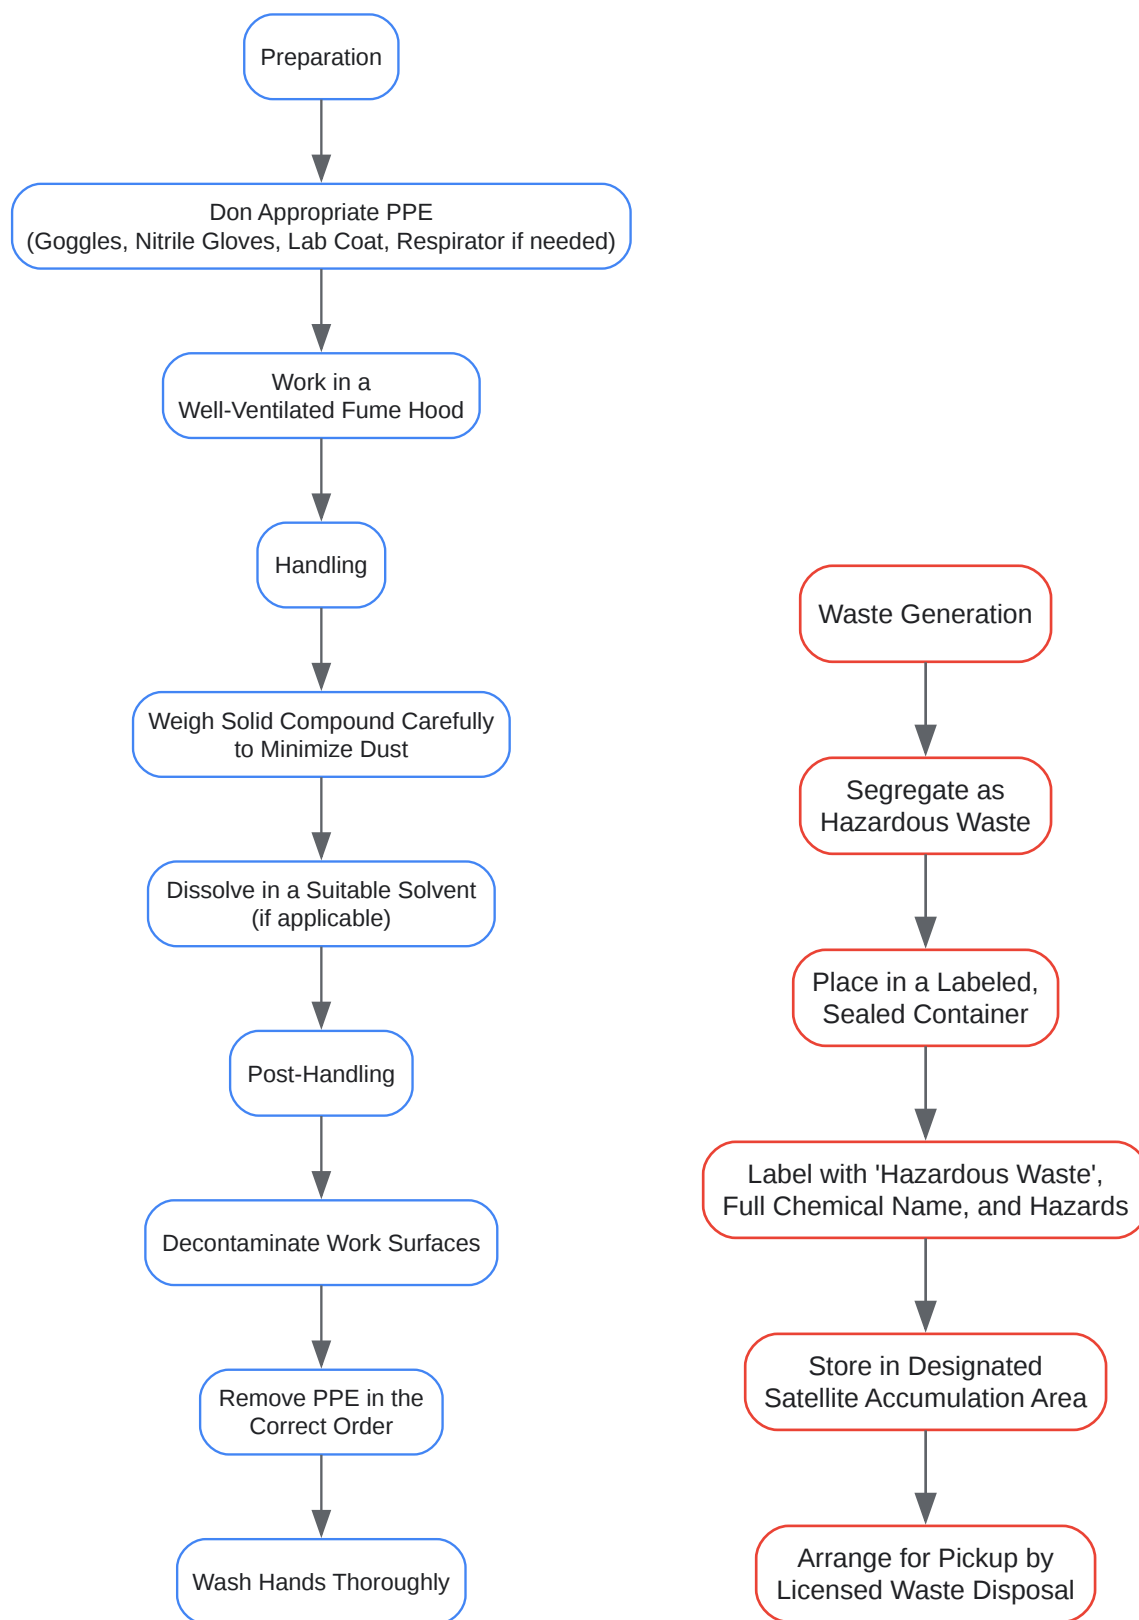 Preparation
Don Appropriate PPE
(Goggles, Nitrile Gloves, Lab Coat, Respirator if needed)
Work in a
Well-Ventilated Fume Hood
Handling
Weigh Solid Compound Carefully
to Minimize Dust
Dissolve in a Suitable Solvent
(if applicable)
Post-Handling
Decontaminate Work Surfaces
Remove PPE in the
Correct Order
Wash Hands Thoroughly
Waste Generation
Segregate as
Hazardous Waste
Place in a Labeled,
Sealed Container
Label with 'Hazardous Waste',
Full Chemical Name, and Hazards
Store in Designated
Satellite Accumulation Area
Arrange for Pickup by
Licensed Waste Disposal